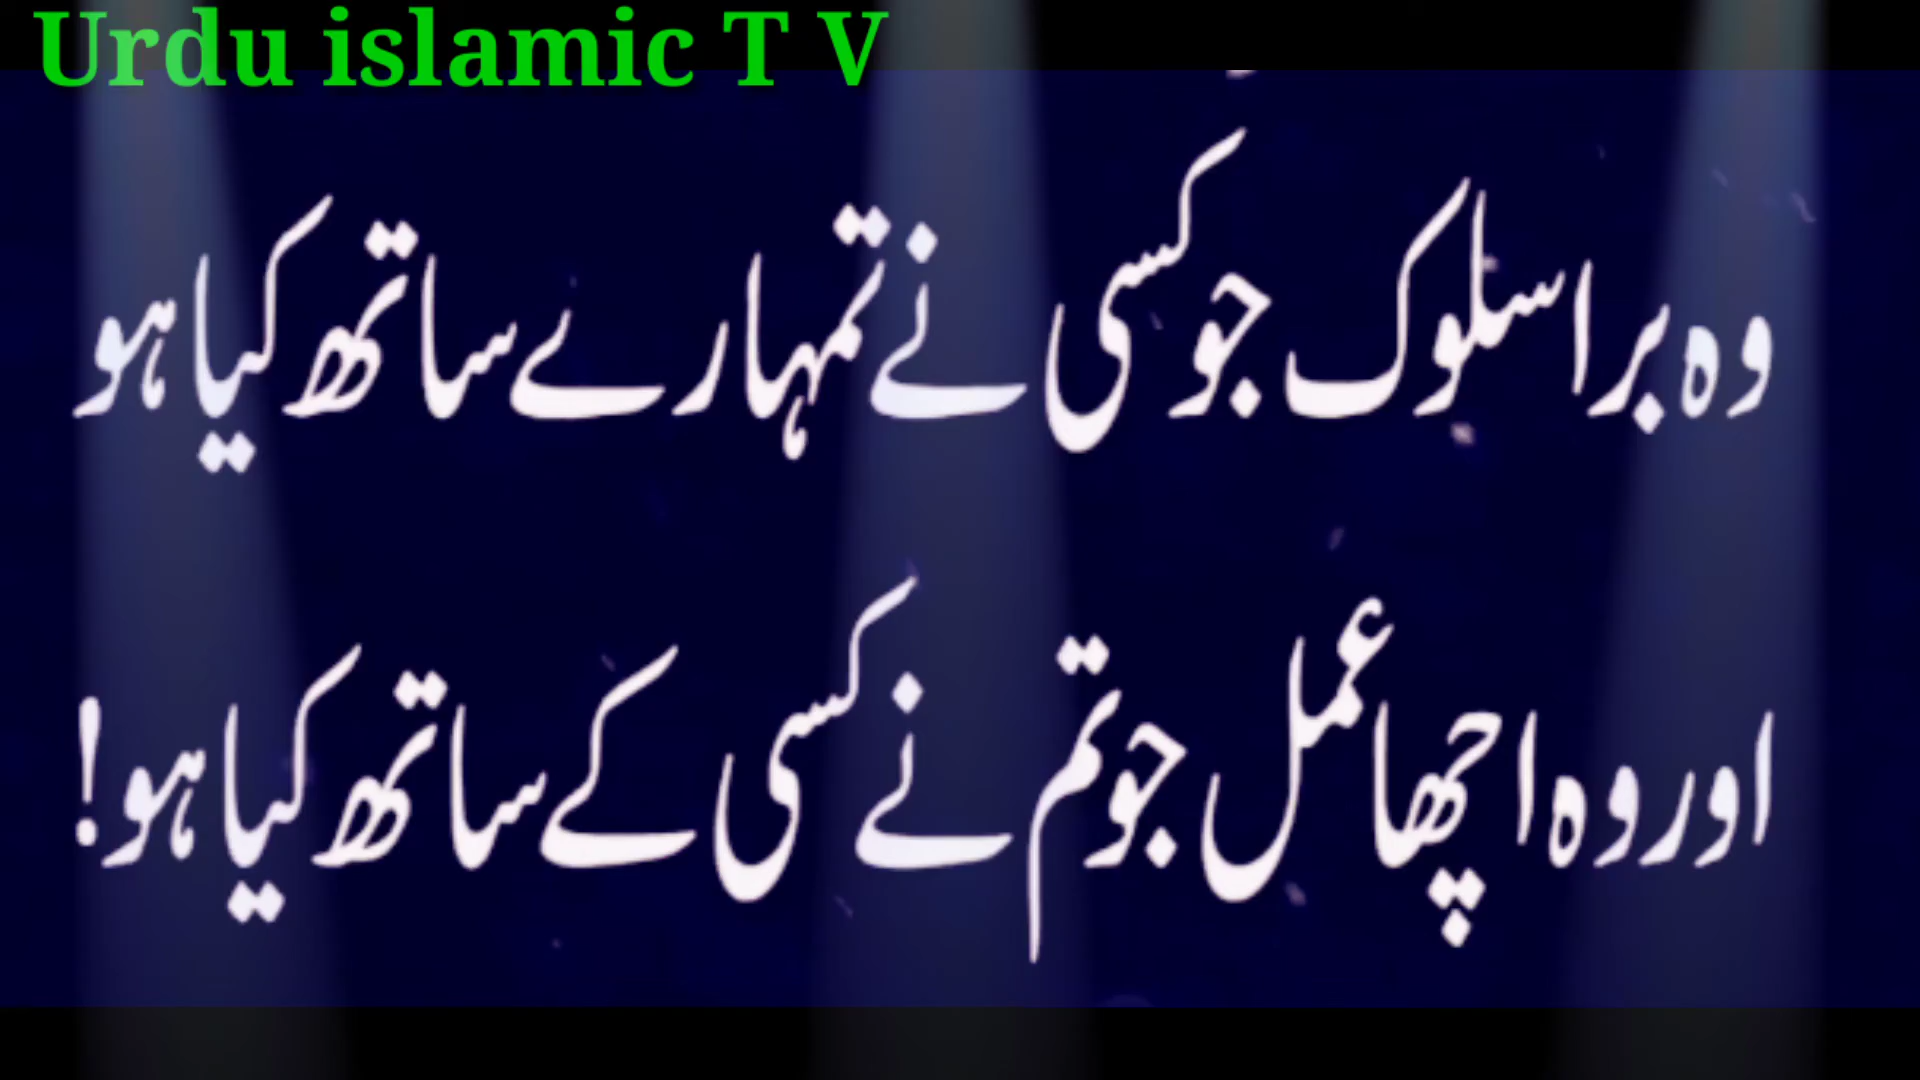 Urdu islamic T V
وہ برا سلوک جو کسی نے تمہارے ساتھ کیا ہو
اور وہ اچھا عمل جو تم نے کسی کے ساتھ کیا ہو!